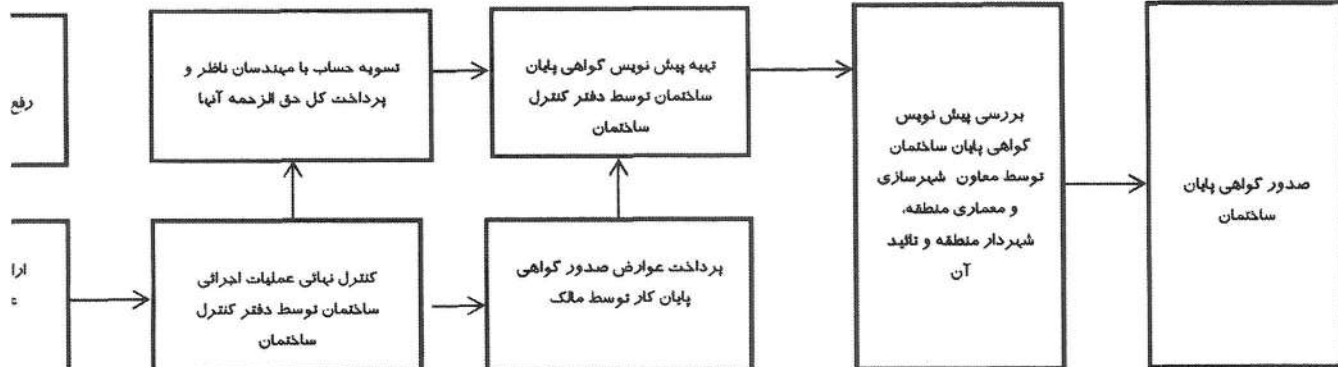 رفع
تسویه حساب با مهندسان ناظر و
پرداخت کل حق الزحمه آنها
تهیه پیش نویس گواهی پایان
ساختمان توسط دفتر کنترل
ساختمان
بررسی پیش نویس
گواهی پایان ساختمان
توسط معاون شهرسازی
و معماری منطقه،
شهردار منطقه و تائید
آن
صدور گواهی پایان
ساختمان
کنترل نهائی عملیات اجرائی
ساختمان توسط دفتر کنترل
ساختمان
پرداخت عوارض صدور گواهی
پایان کار توسط مالک